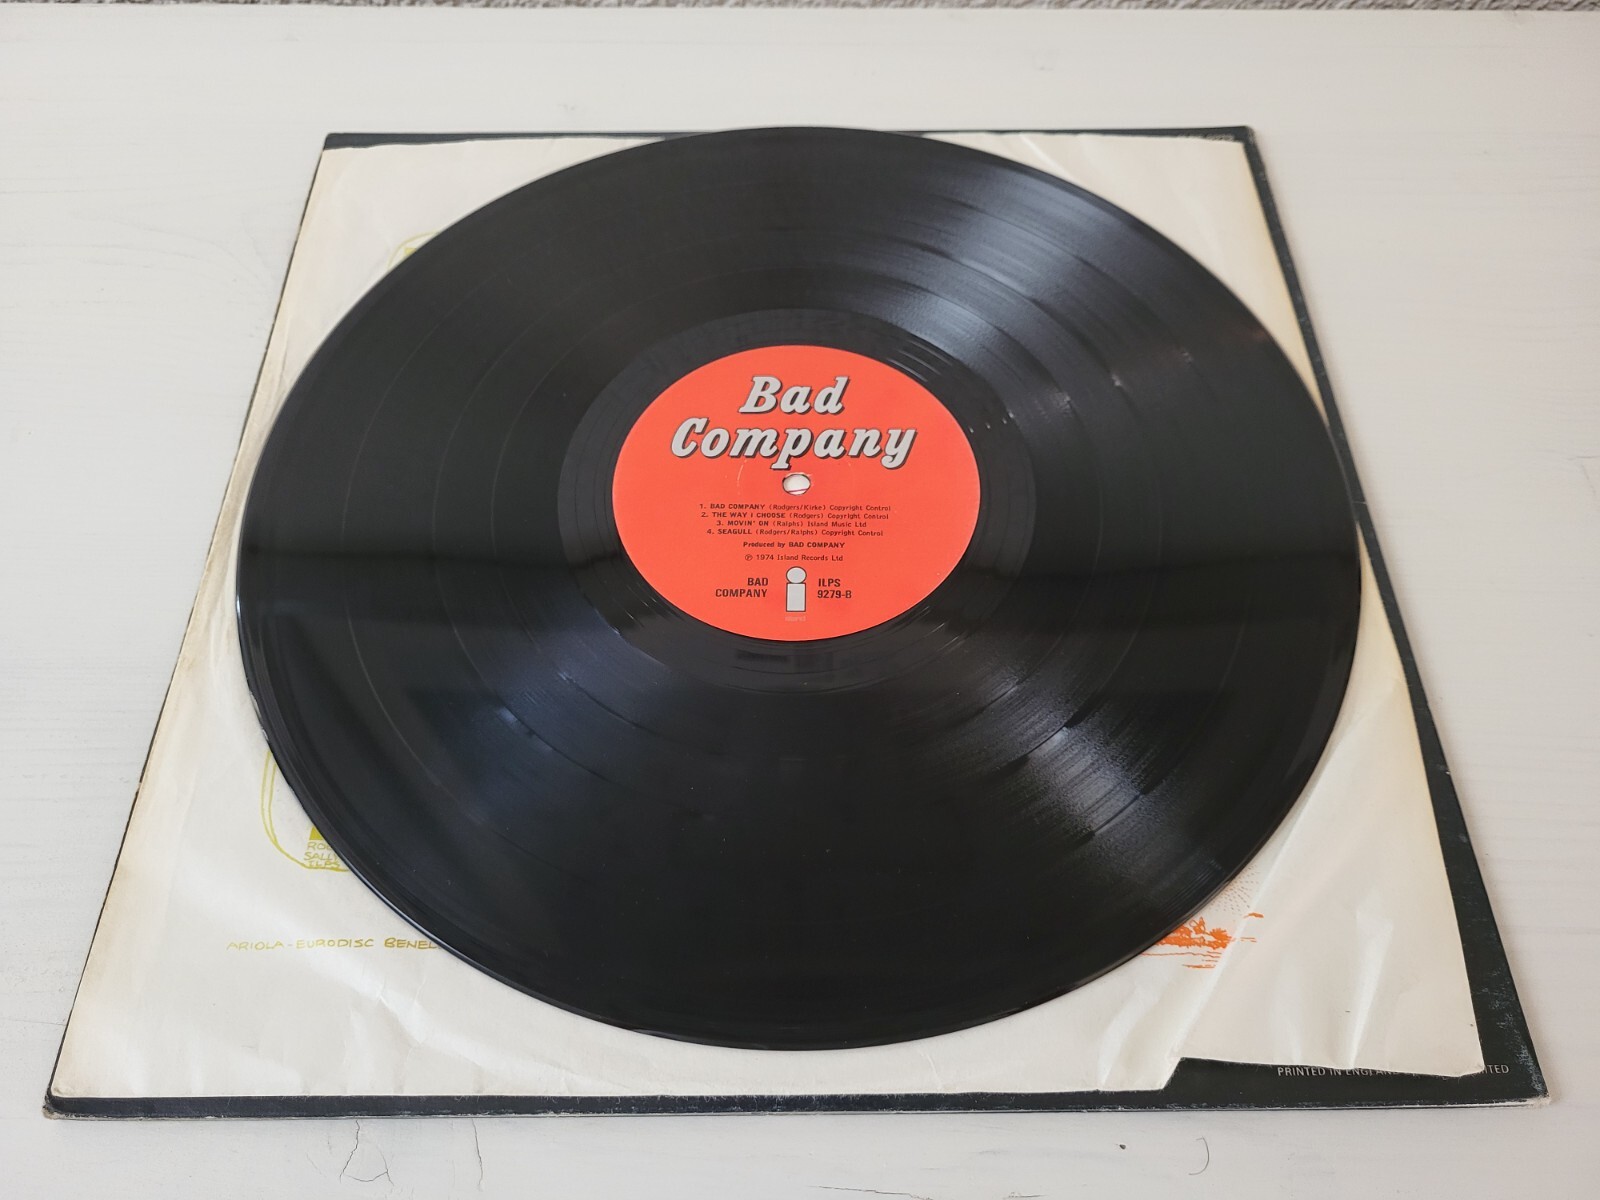 Bad
Company
1. BAD COMPANY (Rodgers/Kirke) Copyright Control
2. THE WAY I CHOOSE (Rodgers) Copyright Control
3. MOVIN' ON (Ralphs) Island Music Ltd
4. SEAGULL (Rodgers/Ralphs) Copyright Control
Produced by BAD COMPANY
℗ 1974 Island Records Ltd
BAD
COMPANY
ILPS
9279-B
ARIOLA-EURODISC BENEL
PRINTED IN ENGLAND